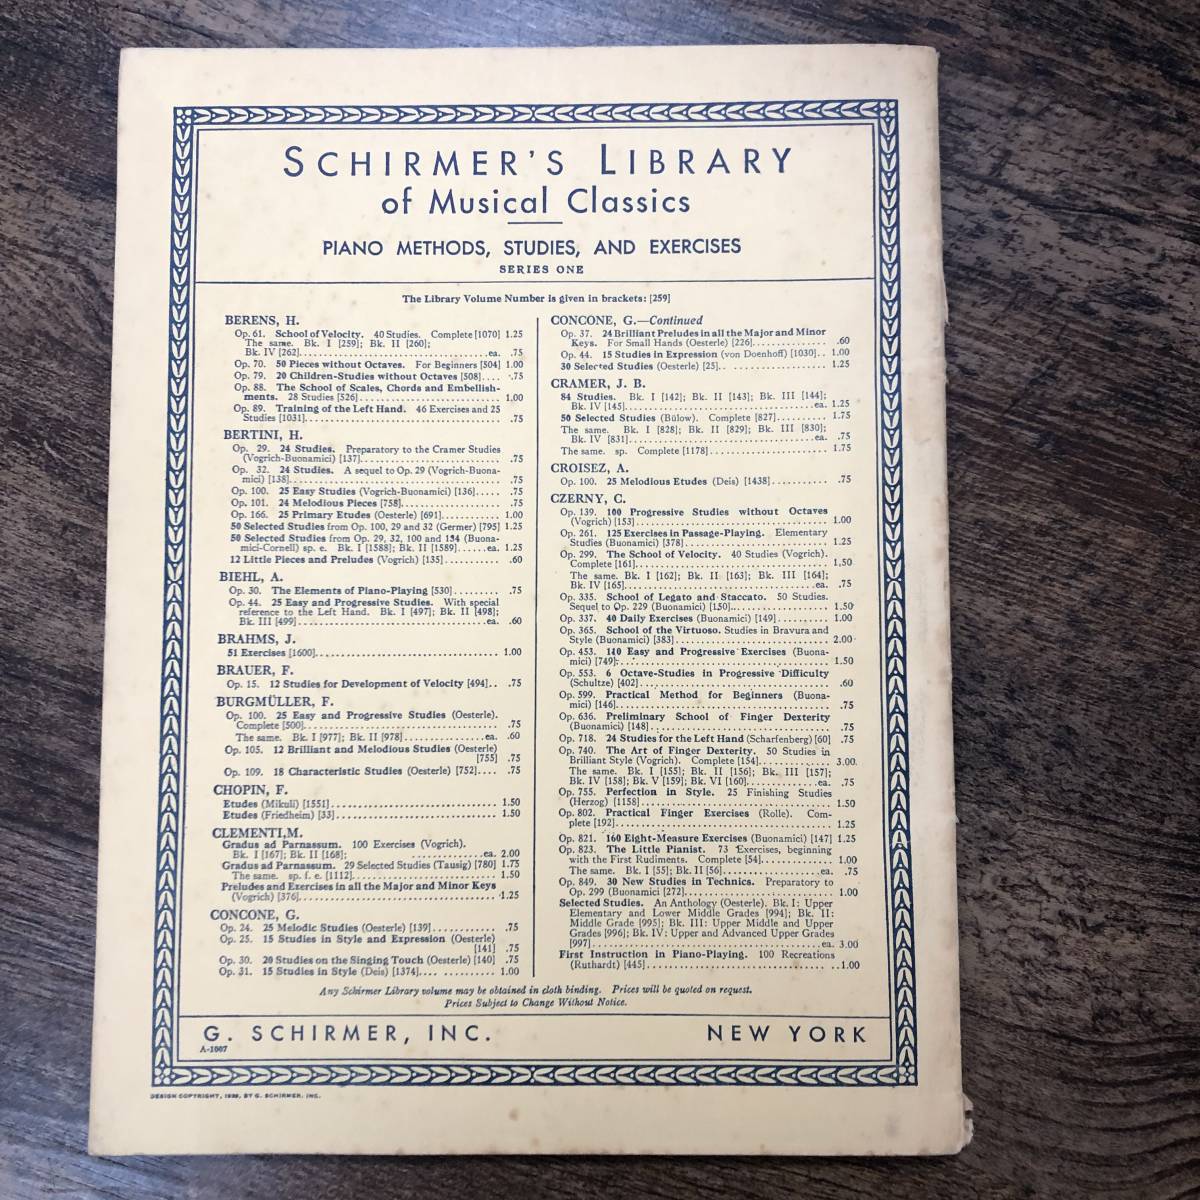 SCHIRMER'S LIBRARY
of Musical Classics
PIANO METHODS, STUDIES, AND EXERCISES
SERIES ONE
The Library Volume Number is given in brackets: [259]
BERENS, H.
Op. 61. School of Velocity. 40 Studies. Complete [1070] 1.25
The same. Bk. I [259]; Bk. II [260];
Bk. IV [262]. ea. .75
Op. 70. 50 Pieces without Octaves. For Beginners [504] 1.00
Op. 79. 20 Children-Studies without Octaves [508].... .75
Op. 88. The School of Scales, Chords and Embellish-
ments. 28 Studies [526]. 1.00
Op. 89. Training of the Left Hand. 46 Exercises and 25
Studies [1031]. .75
BERTINI, H.
Op. 29. 24 Studies. Preparatory to the Cramer Studies
(Vogrich-Buonamici) [137]. .75
Op. 32. 24 Studies. A sequel to Op. 29 (Vogrich-Buona-
mici) [138]. .75
Op. 100. 25 Easy Studies (Vogrich-Buonamici) [136]..... .75
Op. 101. 24 Melodious Pieces [758]. .75
Op. 166. 25 Primary Etudes (Oesterle) [691]. 1.00
50 Selected Studies from Op. 100, 29 and 32 (Germer) [795] 1.25
50 Selected Studies from Op. 29, 32, 100 and 134 (Buona-
mici-Cornell) sp. e. Bk. I [1588]; Bk. II [1589]......ea. 1.25
12 Little Pieces and Preludes (Vogrich) [135]. .60
BIEHL, A.
Op. 30. The Elements of Piano-Playing [530]. .75
Op. 44. 25 Easy and Progressive Studies. With special
reference to the Left Hand. Bk. I [497]; Bk. II [498];
Bk. III [499]. ea. .60
BRAHMS, J.
51 Exercises [1600]. 1.00
BRAUER, F.
Op. 15. 12 Studies for Development of Velocity [494].. .75
BURGMÜLLER, F.
Op. 100. 25 Easy and Progressive Studies (Oesterle).
Complete [500]. .75
The same. Bk. I [977]; Bk. II [978]. ea. .60
Op. 105. 12 Brilliant and Melodious Studies (Oesterle)
[755] .75
Op. 109. 18 Characteristic Studies (Oesterle) [752].... .75
CHOPIN, F.
Etudes (Mikuli) [1551]. 1.50
Etudes (Friedheim) [33]. 1.50
CLEMENTI, M.
Gradus ad Parnassum. 100 Exercises (Vogrich).
Bk. I [167]; Bk. II [168]; ea. 2.00
Gradus ad Parnassum. 29 Selected Studies (Tausig) [780] 1.75
The same. sp. f. e. [1112]. 1.50
Preludes and Exercises in all the Major and Minor Keys
(Vogrich) [376]. 1.25
CONCONE, G.
Op. 24. 25 Melodic Studies (Oesterle) [139]. .75
Op. 25. 15 Studies in Style and Expression (Oesterle)
[141] .75
Op. 30. 20 Studies on the Singing Touch (Oesterle) [140] .75
Op. 31. 15 Studies in Style (Deis) [1374]. 1.00
CONCONE, G.—Continued
Op. 37. 24 Brilliant Preludes in all the Major and Minor
Keys. For Small Hands (Oesterle) [226]. .60
Op. 44. 15 Studies in Expression (von Doenhoff) [1030].. 1.00
30 Selected Studies (Oesterle) [25]. 1.25
CRAMER, J. B.
84 Studies. Bk. I [142]; Bk. II [143]; Bk. III [144];
Bk. IV [145]. ea. 1.25
50 Selected Studies (Bülow). Complete [827]. 1.75
The same. Bk. I [828]; Bk. II [829]; Bk. III [830];
Bk. IV [831]. ea. .75
The same. sp. Complete [1178]. 1.75
CROISEZ, A.
Op. 100. 25 Melodious Etudes (Deis) [1438]. .75
CZERNY, C.
Op. 139. 100 Progressive Studies without Octaves
(Vogrich) [153]. 1.00
Op. 261. 125 Exercises in Passage-Playing. Elementary
Studies (Buonamici) [378]. 1.25
Op. 299. The School of Velocity. 40 Studies (Vogrich).
Complete [161]. 1.50
The same. Bk. I [162]; Bk. II [163]; Bk. III [164];
Bk. IV [165]. ea. .75
Op. 335. School of Legato and Staccato. 50 Studies.
Sequel to Op. 229 (Buonamici) [150]. 1.50
Op. 337. 40 Daily Exercises (Buonamici) [149]. 1.00
Op. 365. School of the Virtuoso. Studies in Bravura and
Style (Buonamici) [383]. 2.00
Op. 453. 110 Easy and Progressive Exercises (Buona-
mici) [749]. 1.50
Op. 553. 6 Octave-Studies in Progressive Difficulty
(Schultze) [402]. .60
Op. 599. Practical Method for Beginners (Buona-
mici) [146]. .75
Op. 636. Preliminary School of Finger Dexterity
(Buonamici) [148]. .75
Op. 718. 24 Studies for the Left Hand (Scharfenberg) [60] .75
Op. 740. The Art of Finger Dexterity. 50 Studies in
Brilliant Style (Vogrich). Complete [154]. 3.00
The same. Bk. I [155]; Bk. II [156]; Bk. III [157];
Bk. IV [158]; Bk. V [159]; Bk. VI [160]. ea. .75
Op. 755. Perfection in Style. 25 Finishing Studies
(Herzog) [1158]. 1.50
Op. 802. Practical Finger Exercises (Rolle). Com-
plete [192]. 1.25
Op. 821. 160 Eight-Measure Exercises (Buonamici) [147] 1.25
Op. 823. The Little Pianist. 73 Exercises, beginning
with the First Rudiments. Complete [54]. 1.00
The same. Bk. I [55]; Bk. II [56]. ea. .75
Op. 849. 30 New Studies in Technics. Preparatory to
Op. 299 (Buonamici [272]. 1.00
Selected Studies. An Anthology (Oesterle). Bk. I: Upper
Elementary and Lower Middle Grades [994]; Bk. II:
Middle Grade [995]; Bk. III: Upper Middle and Upper
Grades [996]; Bk. IV: Upper and Advanced Upper Grades
[997]. ea. 3.00
First Instruction in Piano-Playing. 100 Recreations
(Ruthardt) [445]. 1.00
Any Schirmer Library volume may be obtained in cloth binding. Prices will be quoted on request.
Prices Subject to Change Without Notice.
G. SCHIRMER, INC. NEW YORK
A-1007
DESIGN COPYRIGHT, 1939, BY G. SCHIRMER, INC.